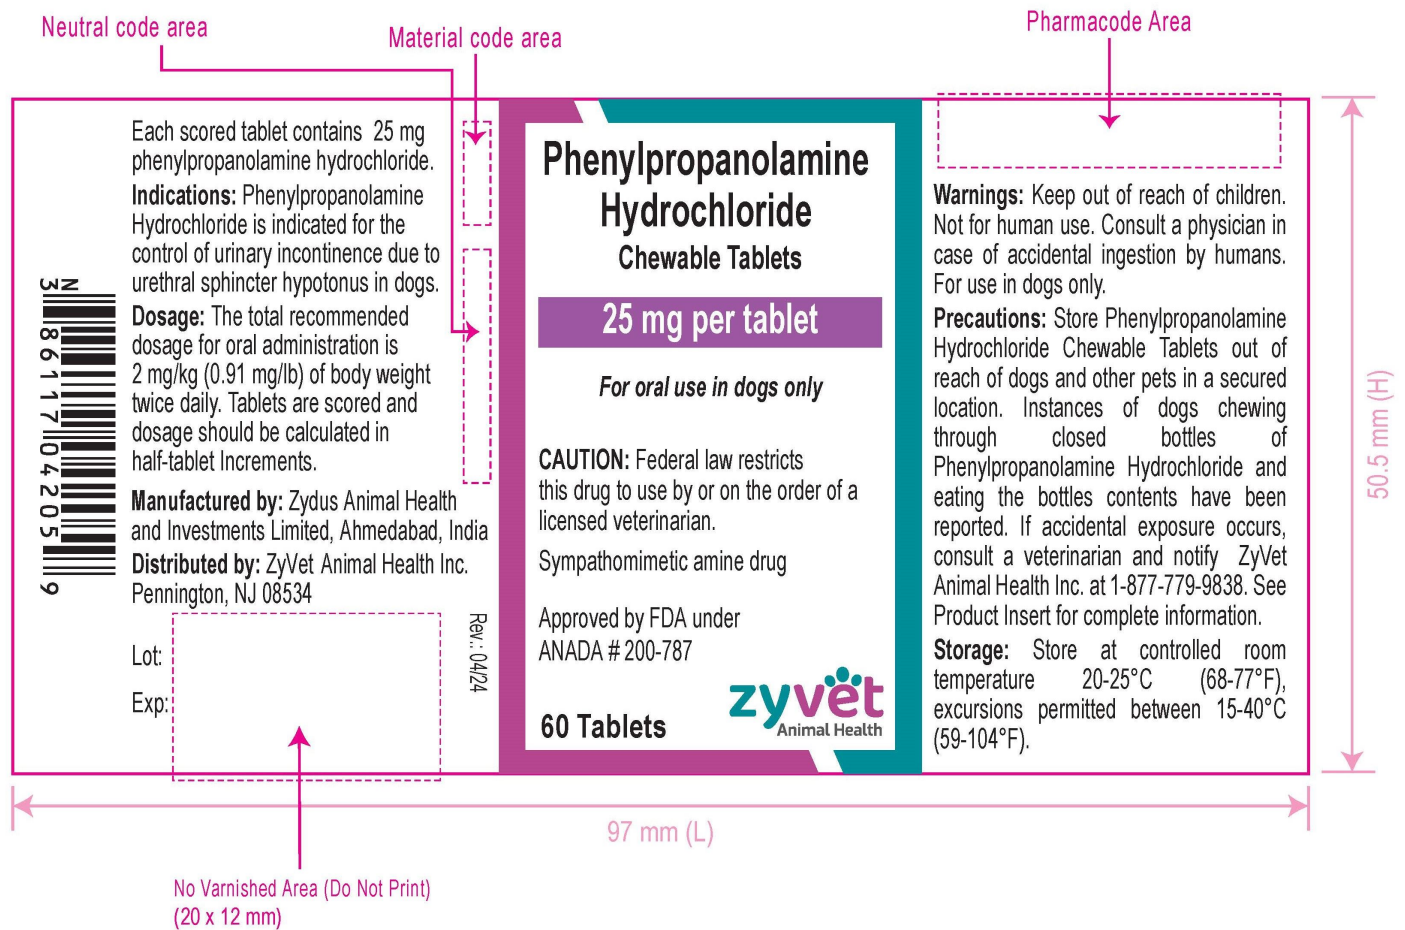 Neutral code area
Material code area
Pharmacode Area
Each scored tablet contains 25 mg
phenylpropanolamine hydrochloride.
Indications: Phenylpropanolamine
Hydrochloride is indicated for the
control of urinary incontinence due to
urethral sphincter hypotonus in dogs.
Dosage: The total recommended
dosage for oral administration is
2 mg/kg (0.91 mg/lb) of body weight
twice daily. Tablets are scored and
dosage should be calculated in
half-tablet Increments.
Manufactured by: Zydus Animal Health
and Investments Limited, Ahmedabad, India
Distributed by: ZyVet Animal Health Inc.
Pennington, NJ 08534
Lot:
Exp:
N
3 86117 04205 9
Rev.: 04/24
Phenylpropanolamine
Hydrochloride
Chewable Tablets
25 mg per tablet
For oral use in dogs only
CAUTION: Federal law restricts
this drug to use by or on the order of a
licensed veterinarian.
Sympathomimetic amine drug
Approved by FDA under
ANADA # 200-787
60 Tablets
zyvet
Animal Health
Warnings: Keep out of reach of children.
Not for human use. Consult a physician in
case of accidental ingestion by humans.
For use in dogs only.
Precautions: Store Phenylpropanolamine
Hydrochloride Chewable Tablets out of
reach of dogs and other pets in a secured
location. Instances of dogs chewing
through closed bottles of
Phenylpropanolamine Hydrochloride and
eating the bottles contents have been
reported. If accidental exposure occurs,
consult a veterinarian and notify ZyVet
Animal Health Inc. at 1-877-779-9838. See
Product Insert for complete information.
Storage: Store at controlled room
temperature 20-25°C (68-77°F),
excursions permitted between 15-40°C
(59-104°F).
50.5 mm (H)
97 mm (L)
No Varnished Area (Do Not Print)
(20 x 12 mm)